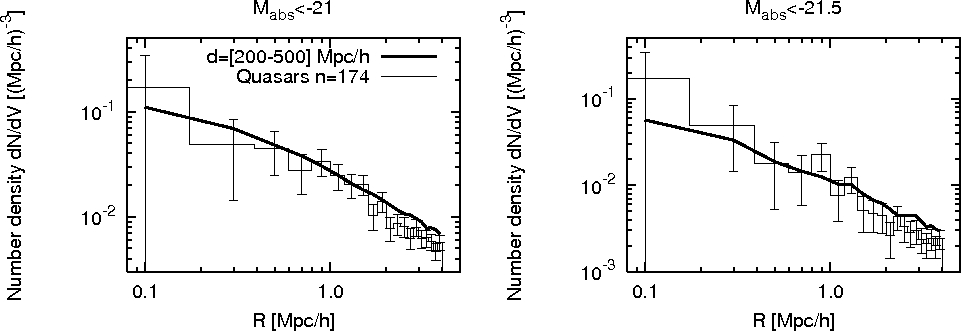 M_abs<-21
Number density dN/dV [(Mpc/h)^-3]
d=[200-500] Mpc/h
Quasars n=174
10^-1
10^-2
0.1
1.0
R [Mpc/h]
M_abs<-21.5
Number density dN/dV [(Mpc/h)^-3]
10^-1
10^-2
10^-3
0.1
1.0
R [Mpc/h]